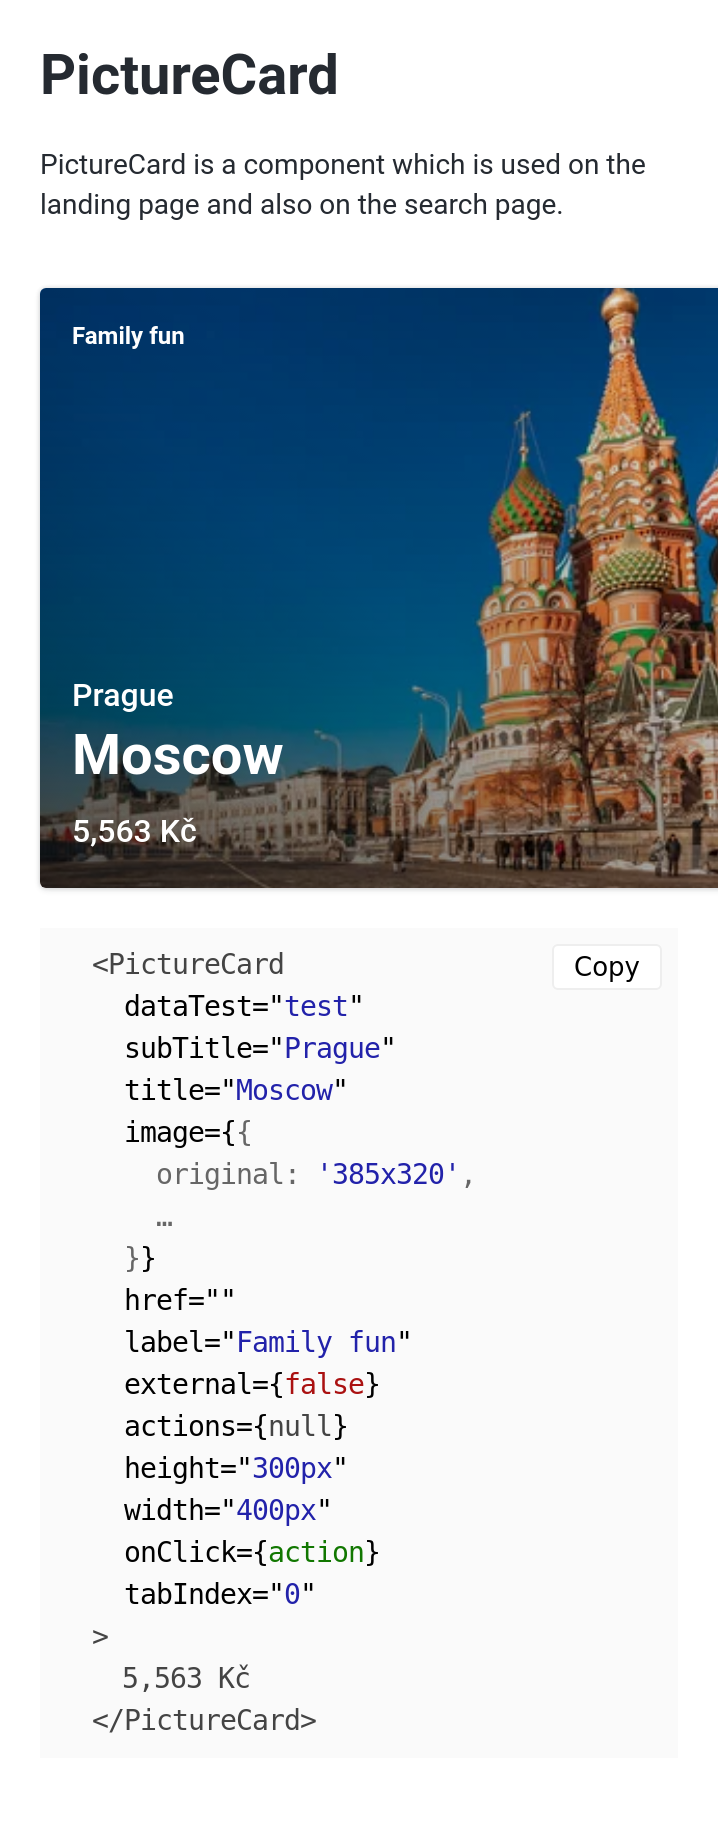 PictureCard
PictureCard is a component which is used on the
landing page and also on the search page.
Family fun
Prague
Moscow
5,563 Kč
<PictureCard
Copy
dataTest="test"
subTitle="Prague"
title="Moscow"
image={{
original: '385x320',
…
}}
href=""
label="Family fun"
external={false}
actions={null}
height="300px"
width="400px"
onClick={action}
tabIndex="0"
>
5,563 Kč
</PictureCard>